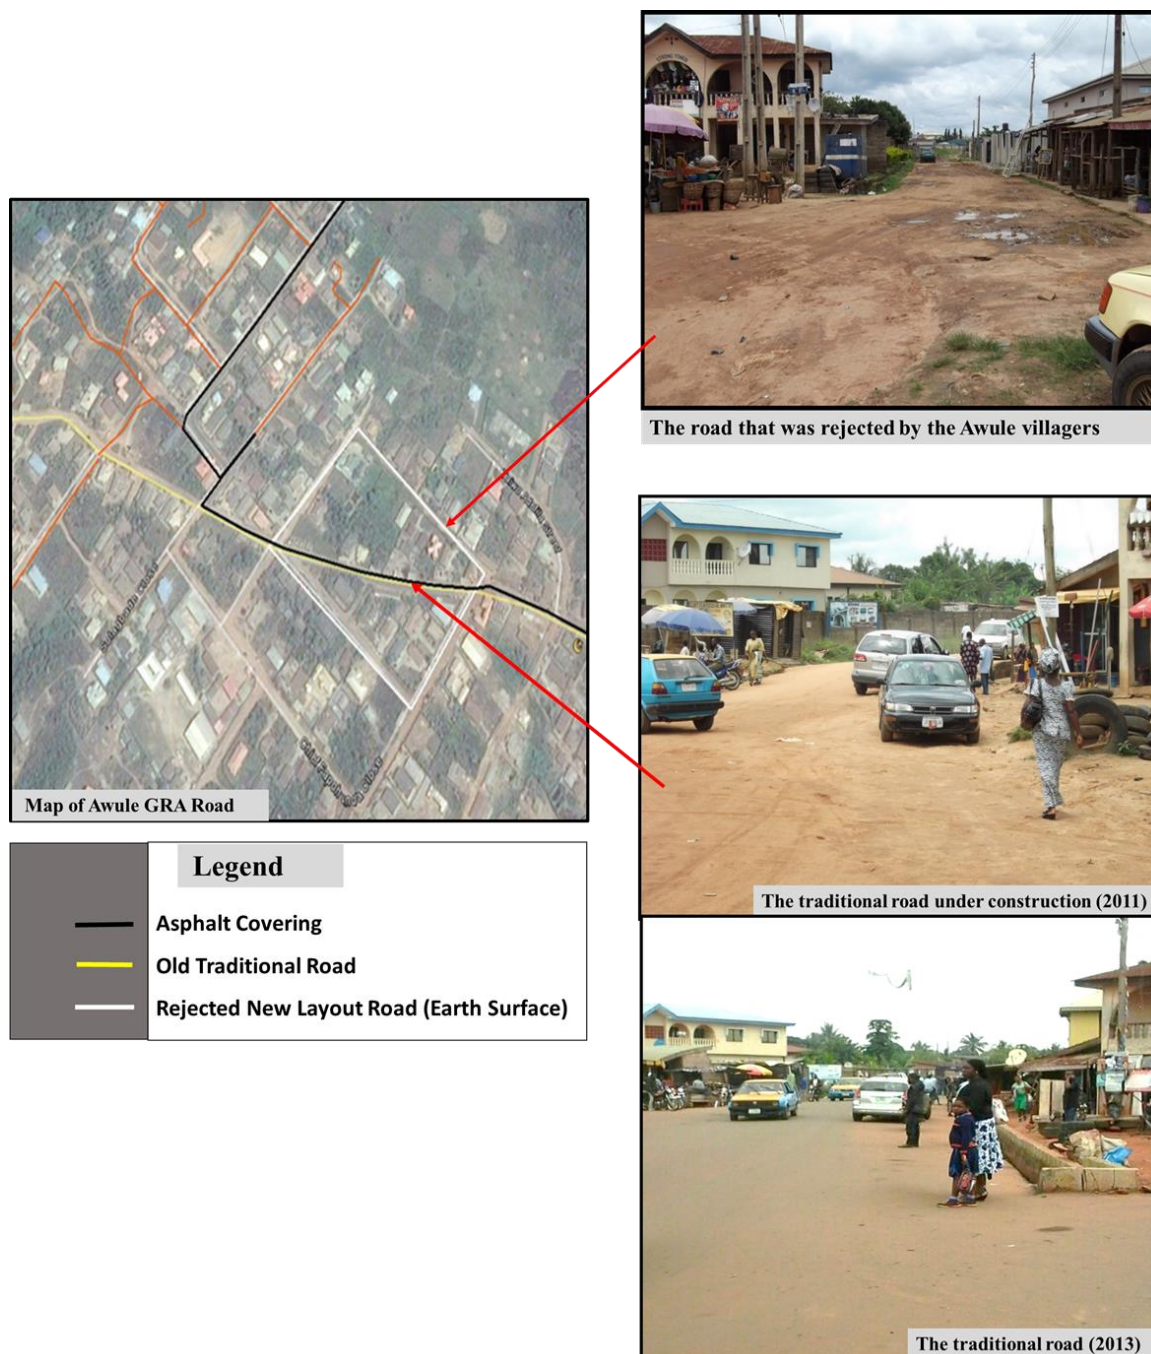 The road that was rejected by the Awule villagers
Map of Awule GRA Road
Legend
Asphalt Covering
Old Traditional Road
Rejected New Layout Road (Earth Surface)
The traditional road under construction (2011)
The traditional road (2013)